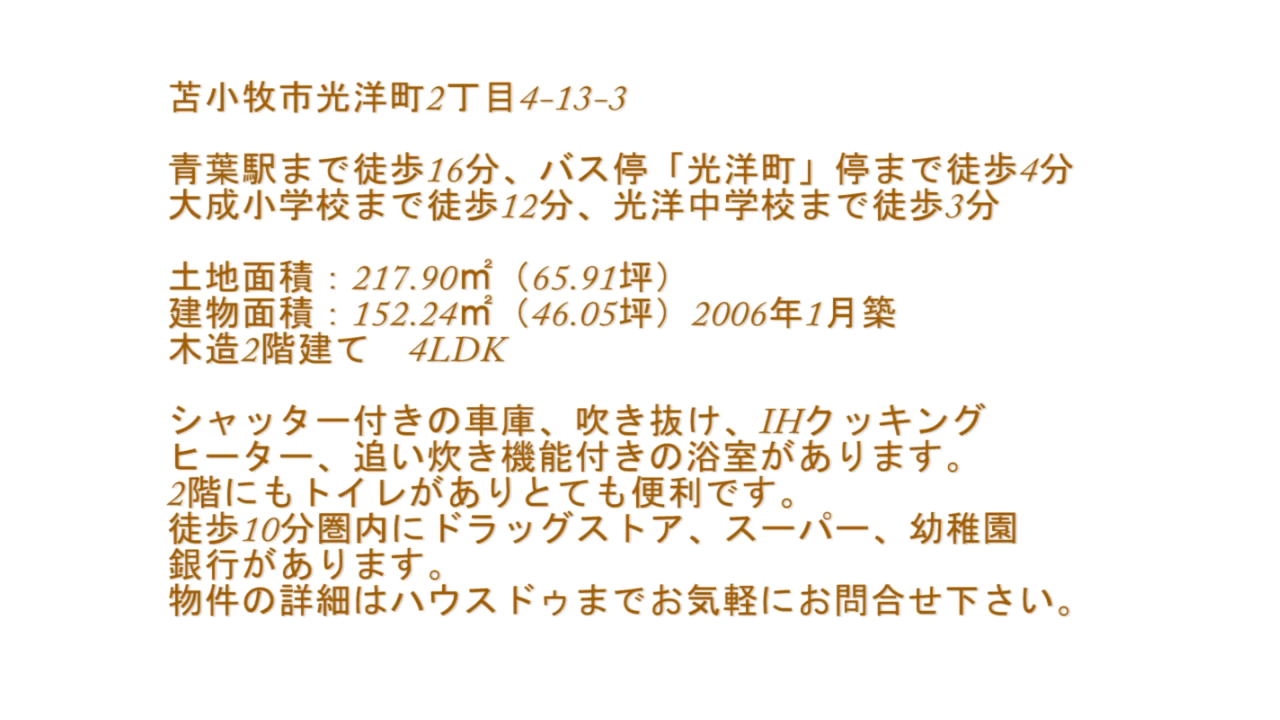 苫小牧市光洋町2丁目4-13-3
青葉駅まで徒歩16分、バス停「光洋町」停まで徒歩4分
大成小学校まで徒歩12分、光洋中学校まで徒歩3分
土地面積：217.90㎡（65.91坪）
建物面積：152.24㎡（46.05坪）2006年1月築
木造2階建て　4LDK
シャッター付きの車庫、吹き抜け、IHクッキング
ヒーター、追い炊き機能付きの浴室があります。
2階にもトイレがありとても便利です。
徒歩10分圏内にドラッグストア、スーパー、幼稚園
銀行があります。
物件の詳細はハウスドゥまでお気軽にお問合せ下さい。